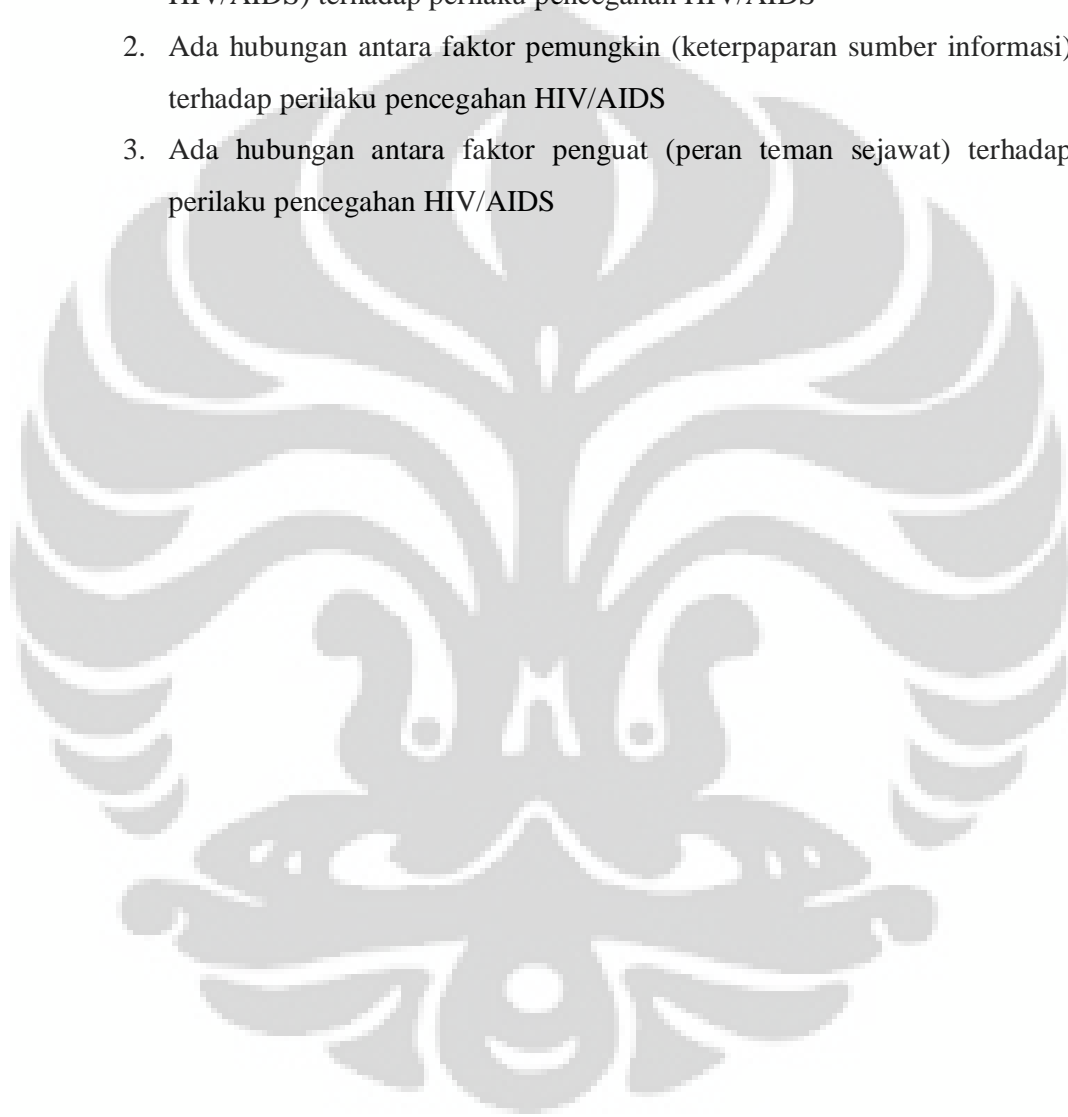 HIV/AIDS) terhadap perilaku pencegahan HIV/AIDS
2. Ada hubungan antara faktor pemungkin (keterpaparan sumber informasi)
terhadap perilaku pencegahan HIV/AIDS
3. Ada hubungan antara faktor penguat (peran teman sejawat) terhadap
perilaku pencegahan HIV/AIDS